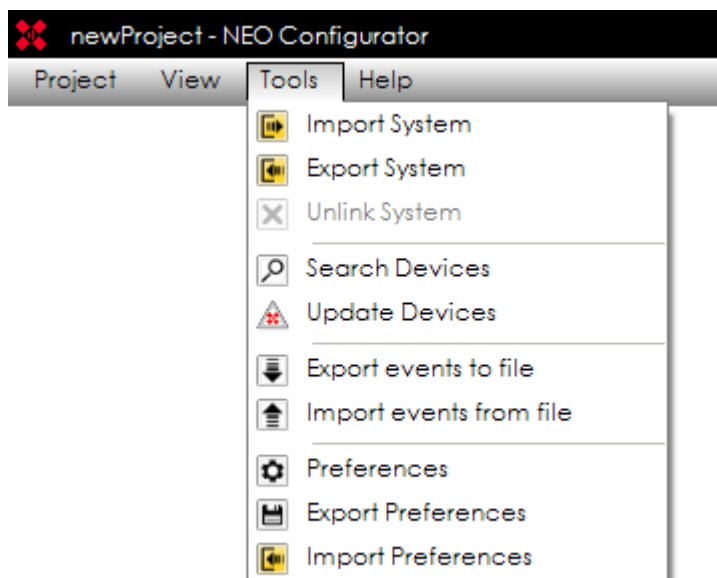 newProject - NEO Configurator
Project View Tools Help
Import System
Export System
Unlink System
Search Devices
Update Devices
Export events to file
Import events from file
Preferences
Export Preferences
Import Preferences